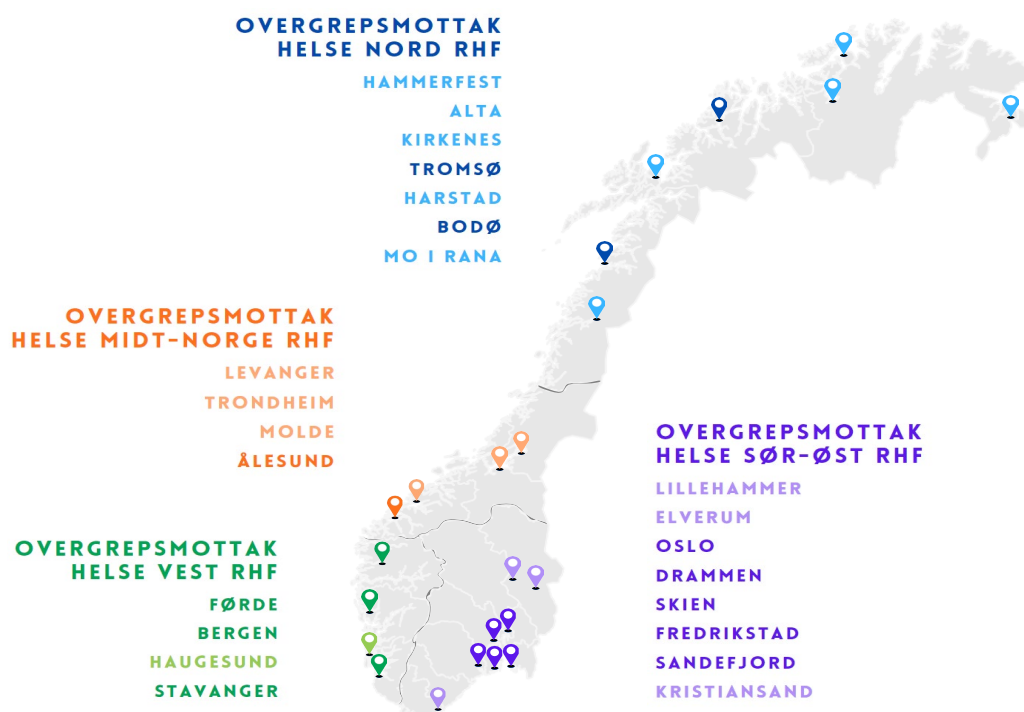 OVERGREPSMOTTAK
HELSE NORD RHF
HAMMERFEST
ALTA
KIRKENES
TROMSØ
HARSTAD
BODØ
MO I RANA
OVERGREPSMOTTAK
HELSE MIDT-NORGE RHF
LEVANGER
TRONDHEIM
MOLDE
ÅLESUND
OVERGREPSMOTTAK
HELSE SØR-ØST RHF
LILLEHAMMER
ELVERUM
OSLO
DRAMMEN
SKIEN
FREDRIKSTAD
SANDEFJORD
KRISTIANSAND
OVERGREPSMOTTAK
HELSE VEST RHF
FØRDE
BERGEN
HAUGESUND
STAVANGER